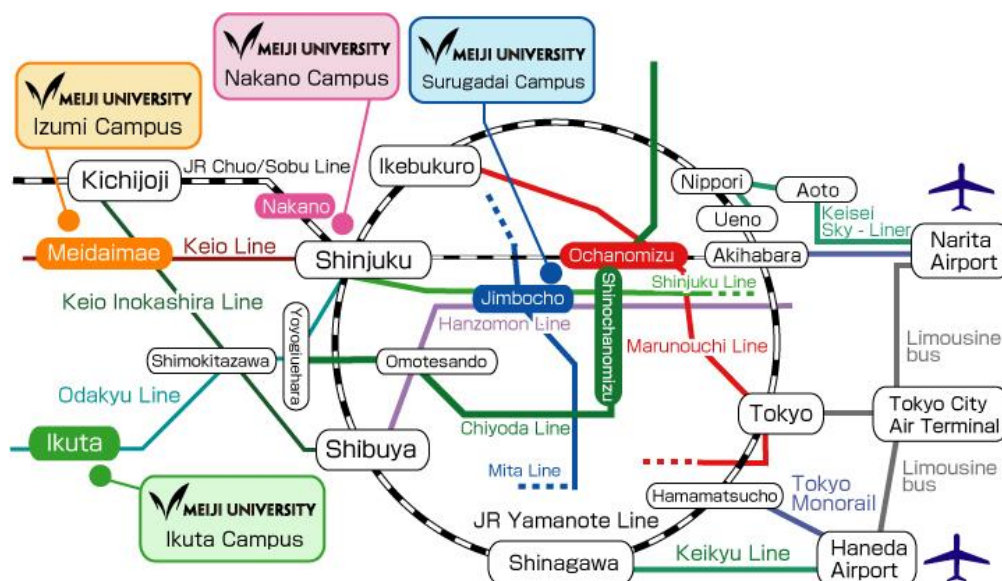 MEIJI UNIVERSITY
Nakano Campus
MEIJI UNIVERSITY
Surugadai Campus
MEIJI UNIVERSITY
Izumi Campus
JR Chuo/Sobu Line
Ikebukuro
Kichijoji
Nippori
Aoto
Nakano
Ueno
Keisei
Sky-Liner
Meidaimae
Keio Line
Shinjuku
Ochanomizu
Akihabara
Narita
Airport
Shinjuku Line
Keio Inokashira Line
Jimbocho
Shinochanomizu
Hanzomon Line
Yoyogiuehara
Marunouchi Line
Limousine
bus
Shimokitazawa
Omotesando
Odakyu Line
Tokyo
Tokyo City
Air Terminal
Chiyoda Line
Ikuta
Shibuya
Mita Line
Limousine
bus
Tokyo
Monorail
Hamamatsucho
MEIJI UNIVERSITY
Ikuta Campus
JR Yamanote Line
Shinagawa
Keikyu Line
Haneda
Airport